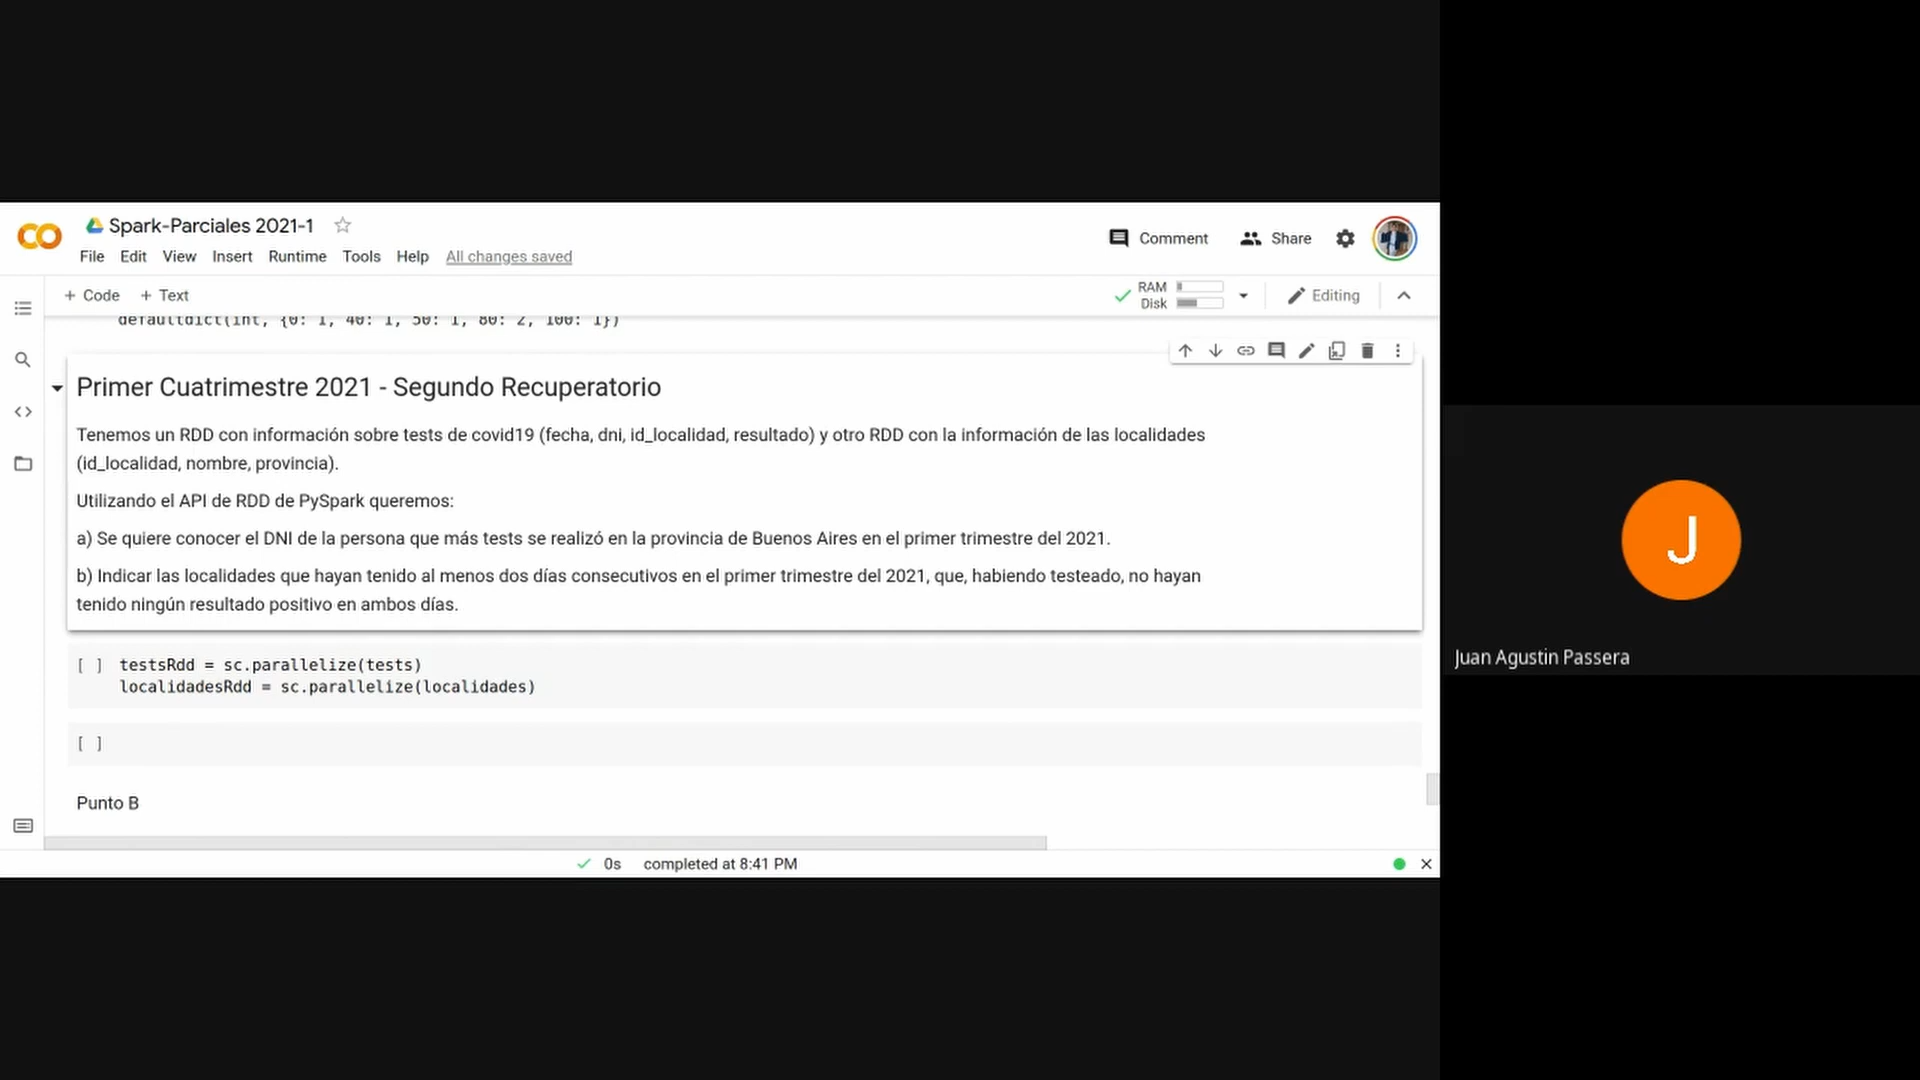 Spark-Parciales 2021-1
Comment
Share
File Edit View Insert Runtime Tools Help All changes saved
+ Code + Text
RAM
Disk
Editing
defaultdict(int, {0: 1, 40: 1, 50: 1, 80: 2, 100: 1})
Primer Cuatrimestre 2021 - Segundo Recuperatorio
Tenemos un RDD con información sobre tests de covid19 (fecha, dni, id_localidad, resultado) y otro RDD con la información de las localidades
(id_localidad, nombre, provincia).
Utilizando el API de RDD de PySpark queremos:
a) Se quiere conocer el DNI de la persona que más tests se realizó en la provincia de Buenos Aires en el primer trimestre del 2021.
b) Indicar las localidades que hayan tenido al menos dos días consecutivos en el primer trimestre del 2021, que, habiendo testeado, no hayan
tenido ningún resultado positivo en ambos días.
[ ] testsRdd = sc.parallelize(tests)
localidadesRdd = sc.parallelize(localidades)
[ ]
Punto B
0s completed at 8:41 PM
J
Juan Agustin Passera